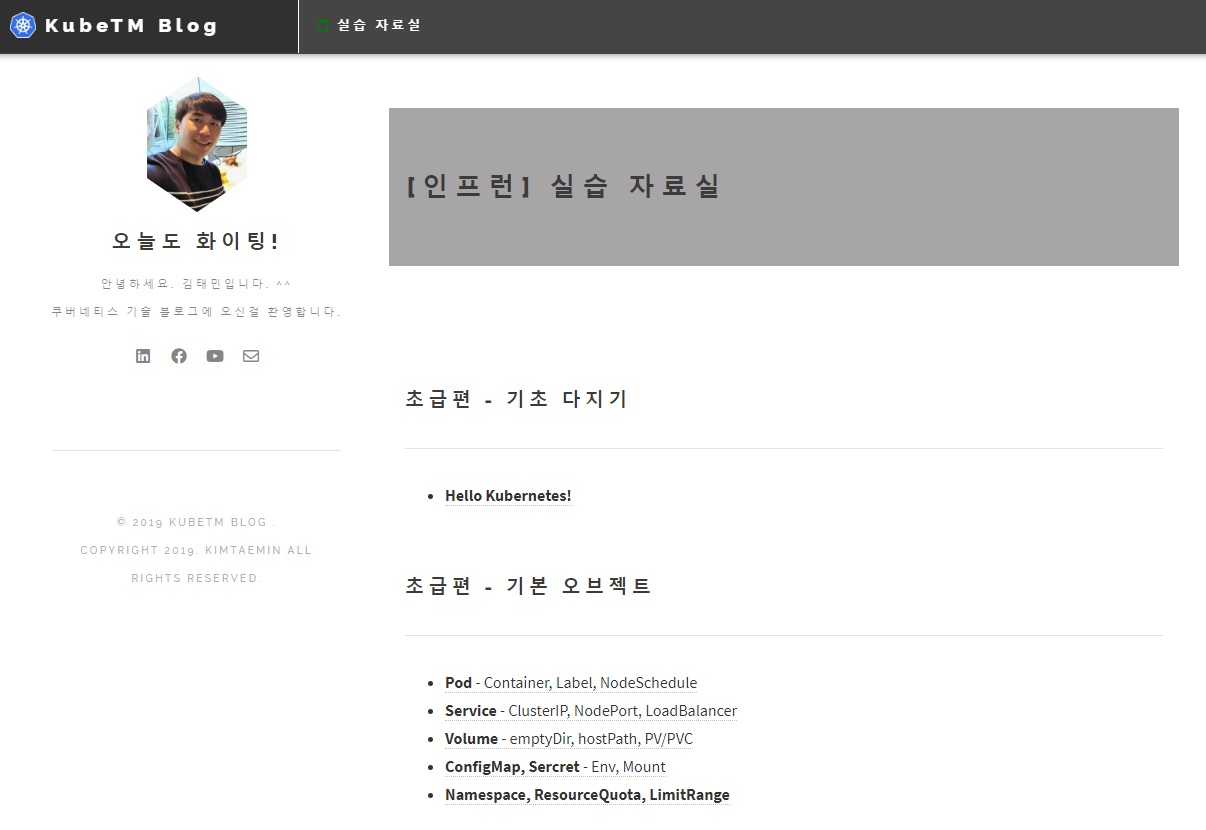 KubeTM Blog
실습 자료실
오늘도 화이팅!
안녕하세요. 김태민입니다. ^^
쿠버네티스 기술 블로그에 오신걸 환영합니다.
© 2019 KUBETM BLOG .
COPYRIGHT 2019. KIMTAEMIN ALL
RIGHTS RESERVED.
[인프런] 실습 자료실
초급편 - 기초 다지기
Hello Kubernetes!
초급편 - 기본 오브젝트
Pod - Container, Label, NodeSchedule
Service - ClusterIP, NodePort, LoadBalancer
Volume - emptyDir, hostPath, PV/PVC
ConfigMap, Sercret - Env, Mount
Namespace, ResourceQuota, LimitRange